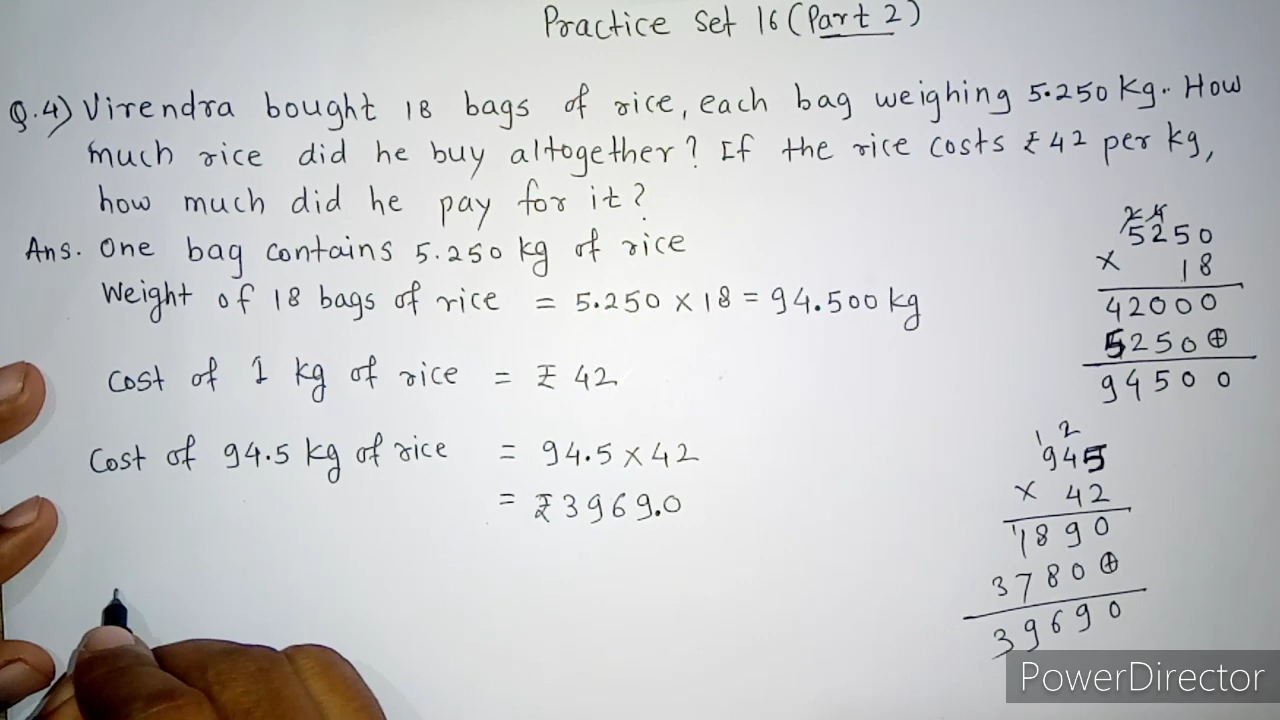 Practice Set 16 (Part 2)
Q.4) Virendra bought 18 bags of rice, each bag weighing 5.250 kg. How
much rice did he buy altogether? If the rice costs ₹ 42 per kg,
how much did he pay for it?
Ans. One bag contains 5.250 kg of rice
Weight of 18 bags of rice = 5.250 × 18 = 94.500 kg
Cost of 1 kg of rice = ₹ 42
Cost of 94.5 kg of rice = 94.5 × 42
= ₹ 3969.0
2 4
5250
× 18
42000
5250⊕
94500
1 2
945
× 42
1890
3780⊕
39690
PowerDirector